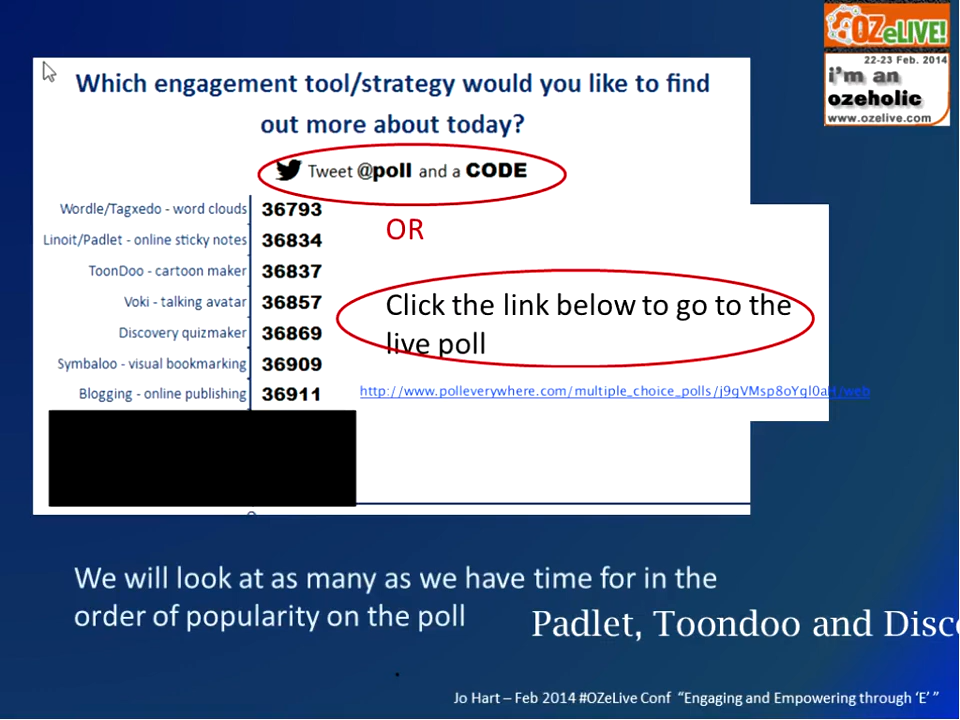 OZeLIVE!
22-23 Feb. 2014
i'm an
ozeholic
www.ozelive.com
Which engagement tool/strategy would you like to find
out more about today?
Tweet @poll and a CODE
Wordle/Tagxedo - word clouds 36793
OR
Linoit/Padlet - online sticky notes 36834
ToonDoo - cartoon maker 36837
Voki - talking avatar 36857
Click the link below to go to the
live poll
Discovery quizmaker 36869
Symbaloo - visual bookmarking 36909
Blogging - online publishing 36911
We will look at as many as we have time for in the
order of popularity on the poll
Padlet, Toondoo and Disc
Jo Hart – Feb 2014 #OZeLive Conf "Engaging and Empowering through 'E' "